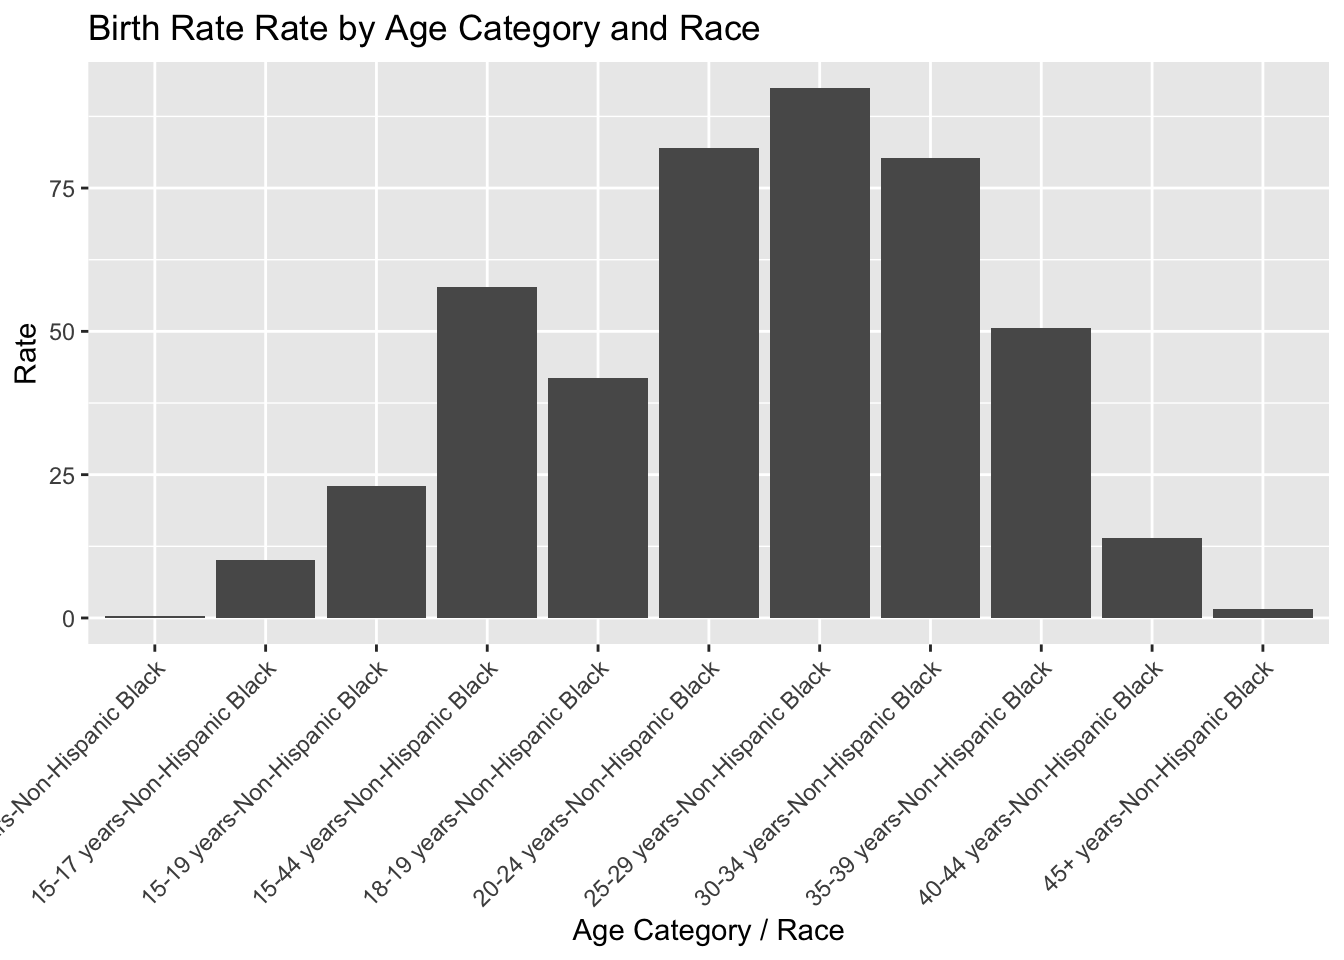 Birth Rate Rate by Age Category and Race
Rate
75
50
25
0
Non-Hispanic Black
15-17 years-Non-Hispanic Black
15-19 years-Non-Hispanic Black
15-44 years-Non-Hispanic Black
18-19 years-Non-Hispanic Black
20-24 years-Non-Hispanic Black
25-29 years-Non-Hispanic Black
30-34 years-Non-Hispanic Black
35-39 years-Non-Hispanic Black
40-44 years-Non-Hispanic Black
45+ years-Non-Hispanic Black
Age Category / Race